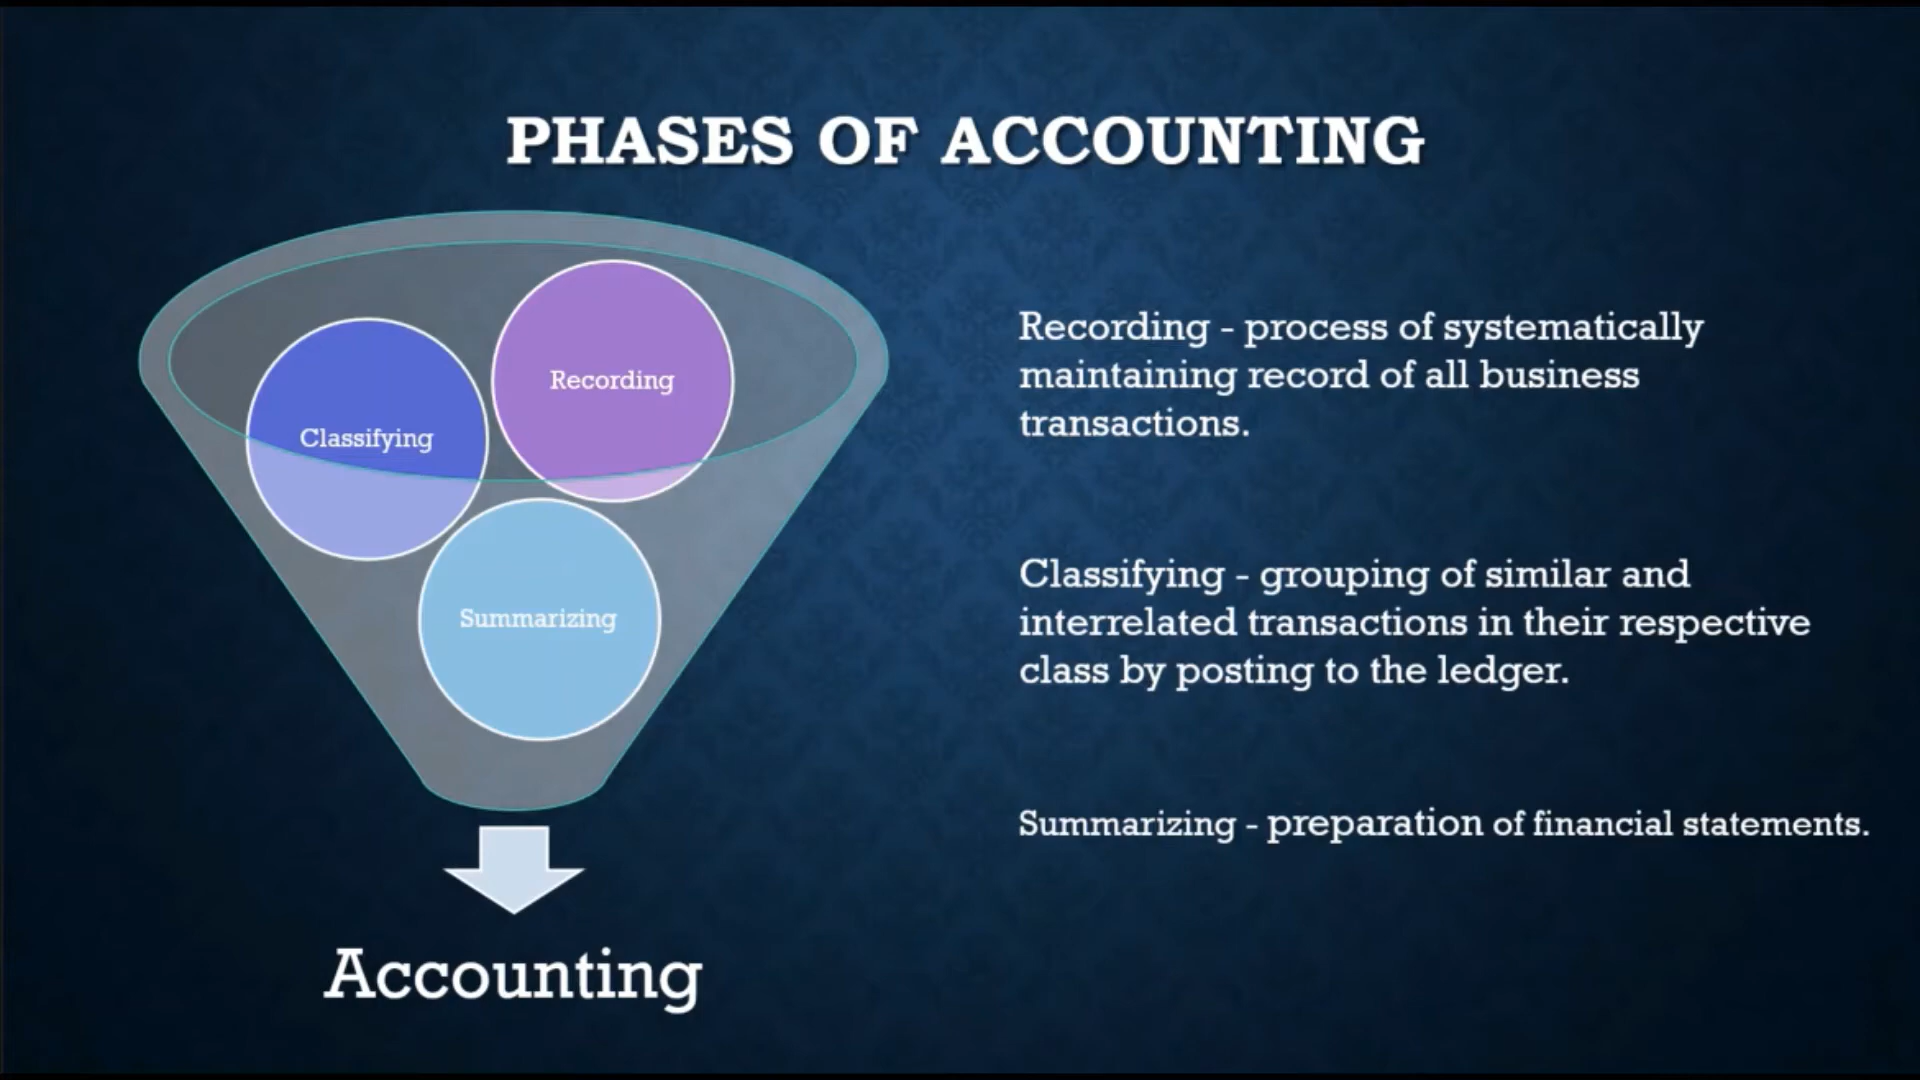 PHASES OF ACCOUNTING
Recording
Classifying
Summarizing
Accounting
Recording - process of systematically
maintaining record of all business
transactions.
Classifying - grouping of similar and
interrelated transactions in their respective
class by posting to the ledger.
Summarizing - preparation of financial statements.